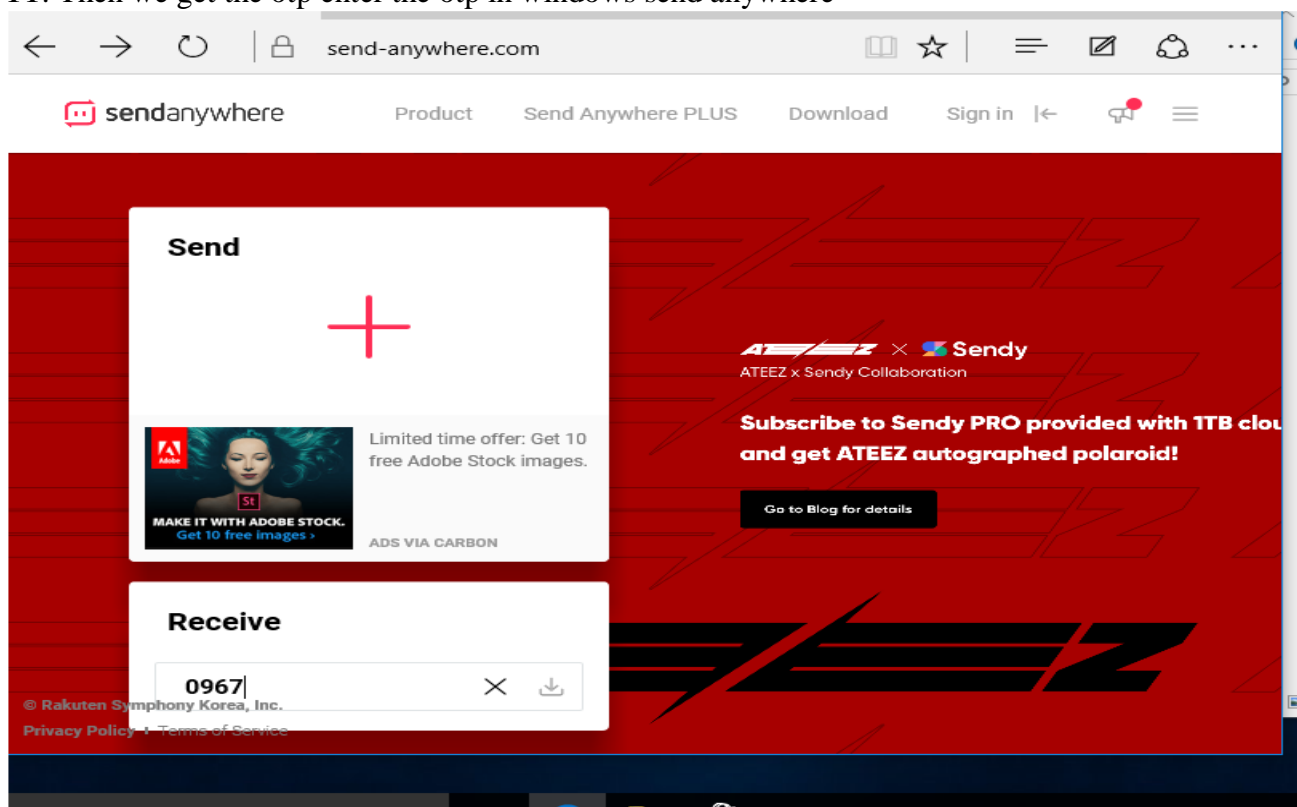 send-anywhere.com
sendanywhere Product Send Anywhere PLUS Download Sign in
Send
Limited time offer: Get 10
free Adobe Stock images.
Adobe
St
MAKE IT WITH ADOBE STOCK.
Get 10 free images ›
ADS VIA CARBON
ATEEZ × Sendy
ATEEZ x Sendy Collaboration
Subscribe to Sendy PRO provided with 1TB clou
and get ATEEZ autographed polaroid!
Go to Blog for details
Receive
0967
© Rakuten Symphony Korea, Inc.
Privacy Policy • Terms of Service